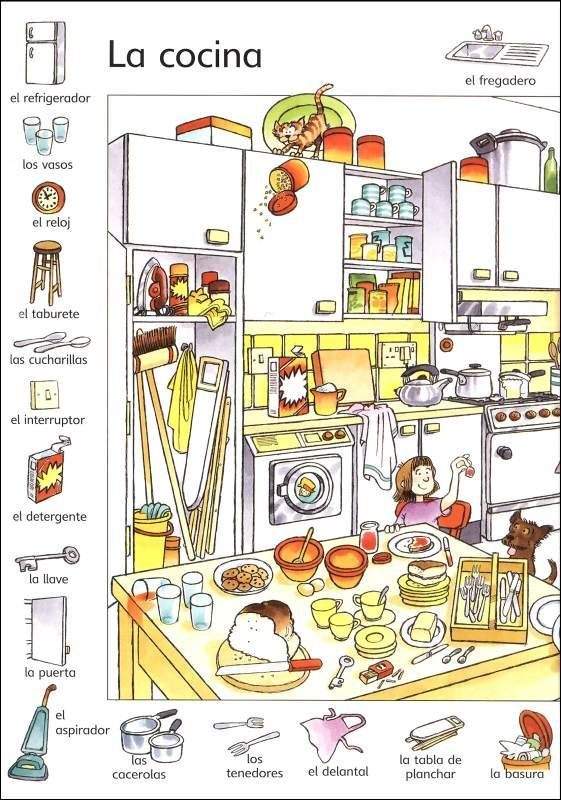 La cocina
el refrigerador
el fregadero
los vasos
el reloj
el taburete
las cucharillas
el interruptor
el detergente
la llave
la puerta
el
aspirador
las
cacerolas
los
tenedores
el delantal
la tabla de
planchar
la basura